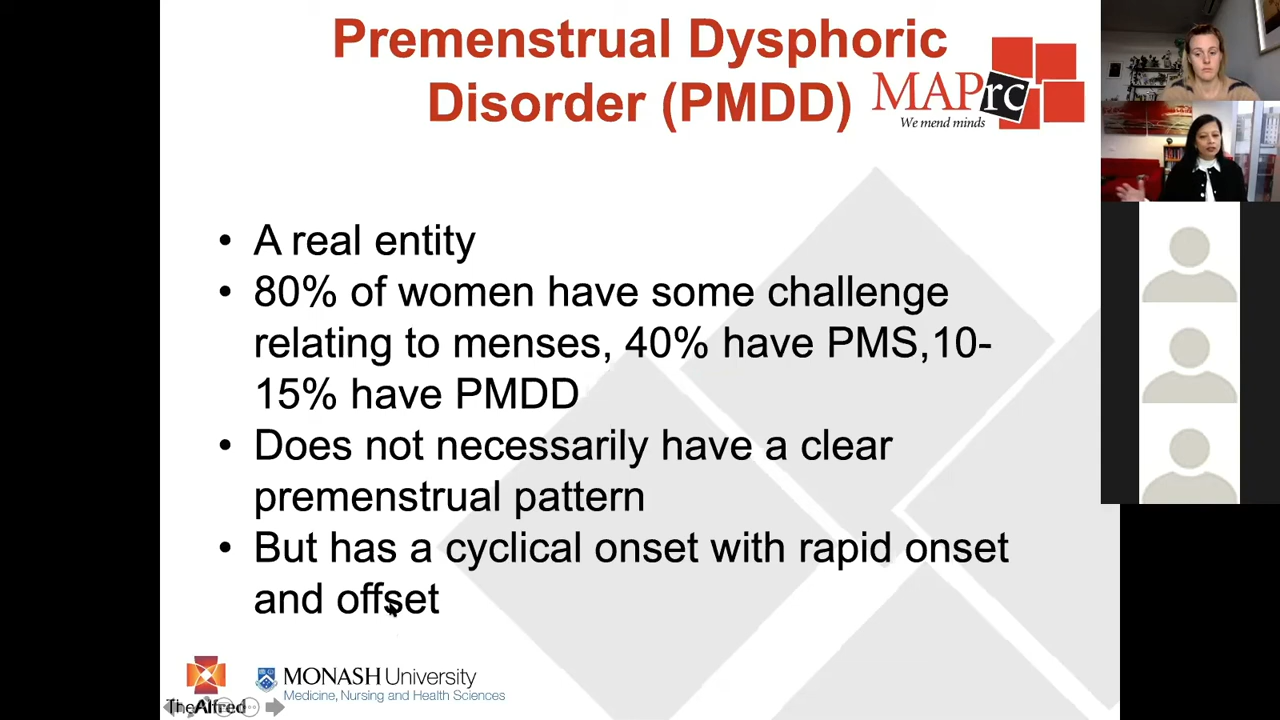 Premenstrual Dysphoric
Disorder (PMDD)
MAPrc
We mend minds
• A real entity
• 80% of women have some challenge
relating to menses, 40% have PMS,10-
15% have PMDD
• Does not necessarily have a clear
premenstrual pattern
• But has a cyclical onset with rapid onset
and offset
TheAlfred
MONASH University
Medicine, Nursing and Health Sciences